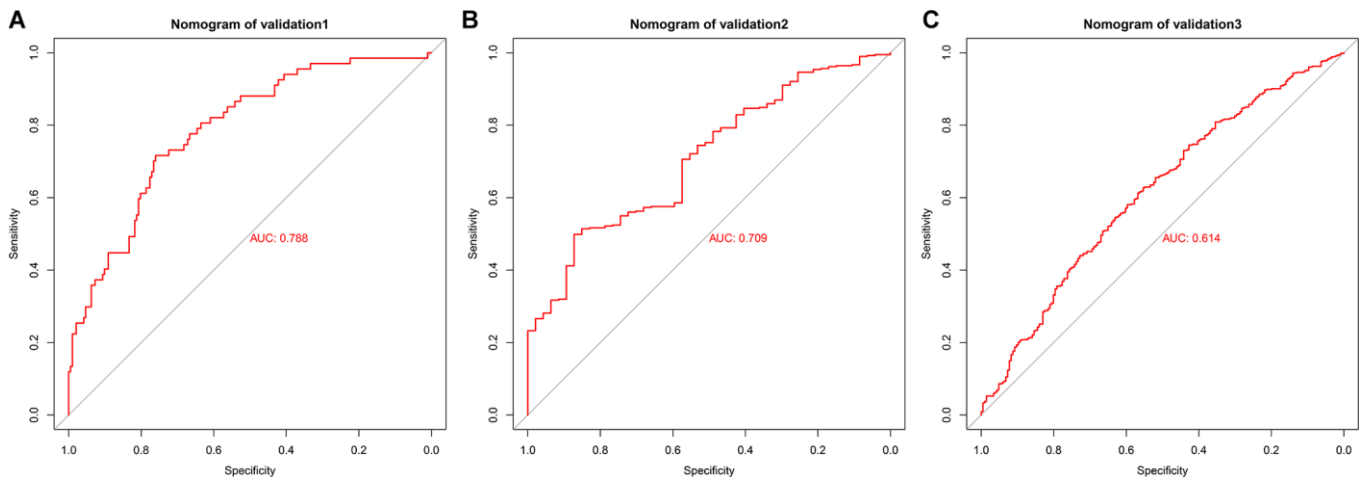 A
Nomogram of validation1
1.0
0.8
0.6
0.4
0.2
0.0
Sensitivity
AUC: 0.788
1.0 0.8 0.6 0.4 0.2 0.0
Specificity
B
Nomogram of validation2
1.0
0.8
0.6
0.4
0.2
0.0
Sensitivity
AUC: 0.709
1.0 0.8 0.6 0.4 0.2 0.0
Specificity
C
Nomogram of validation3
1.0
0.8
0.6
0.4
0.2
0.0
Sensitivity
AUC: 0.614
1.0 0.8 0.6 0.4 0.2 0.0
Specificity